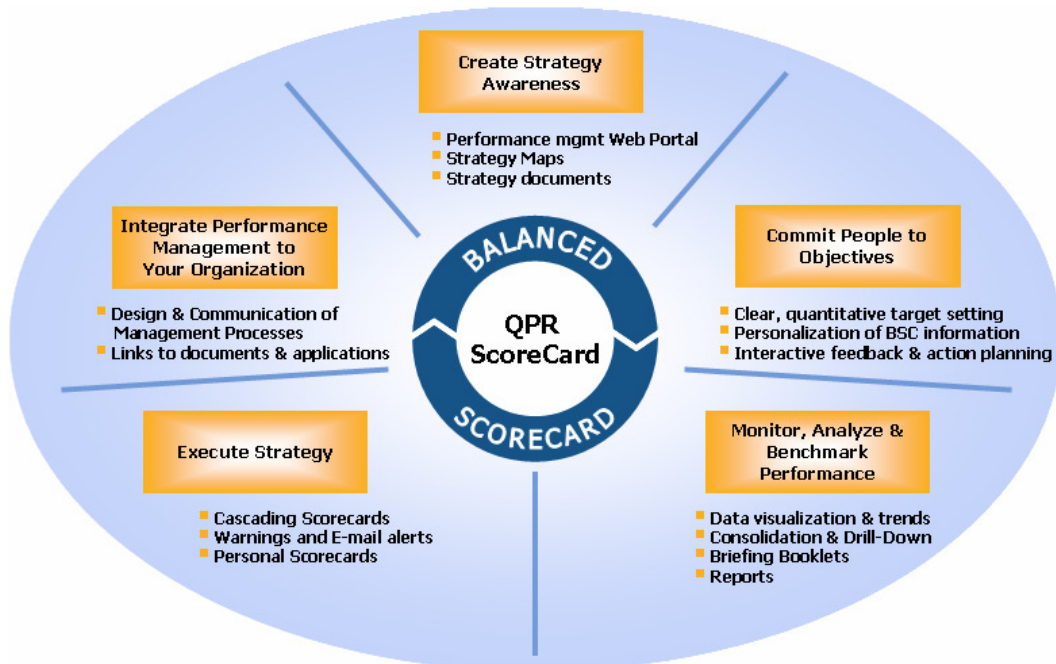 Create Strategy
Awareness
Performance mgmt Web Portal
Strategy Maps
Strategy documents
Integrate Performance
Management to
Your Organization
Design & Communication of
Management Processes
Links to documents & applications
BALANCED
QPR
ScoreCard
SCORECARD
Commit People to
Objectives
Clear, quantitative target setting
Personalization of BSC information
Interactive feedback & action planning
Execute Strategy
Cascading Scorecards
Warnings and E-mail alerts
Personal Scorecards
Monitor, Analyze &
Benchmark
Performance
Data visualization & trends
Consolidation & Drill-Down
Briefing Booklets
Reports